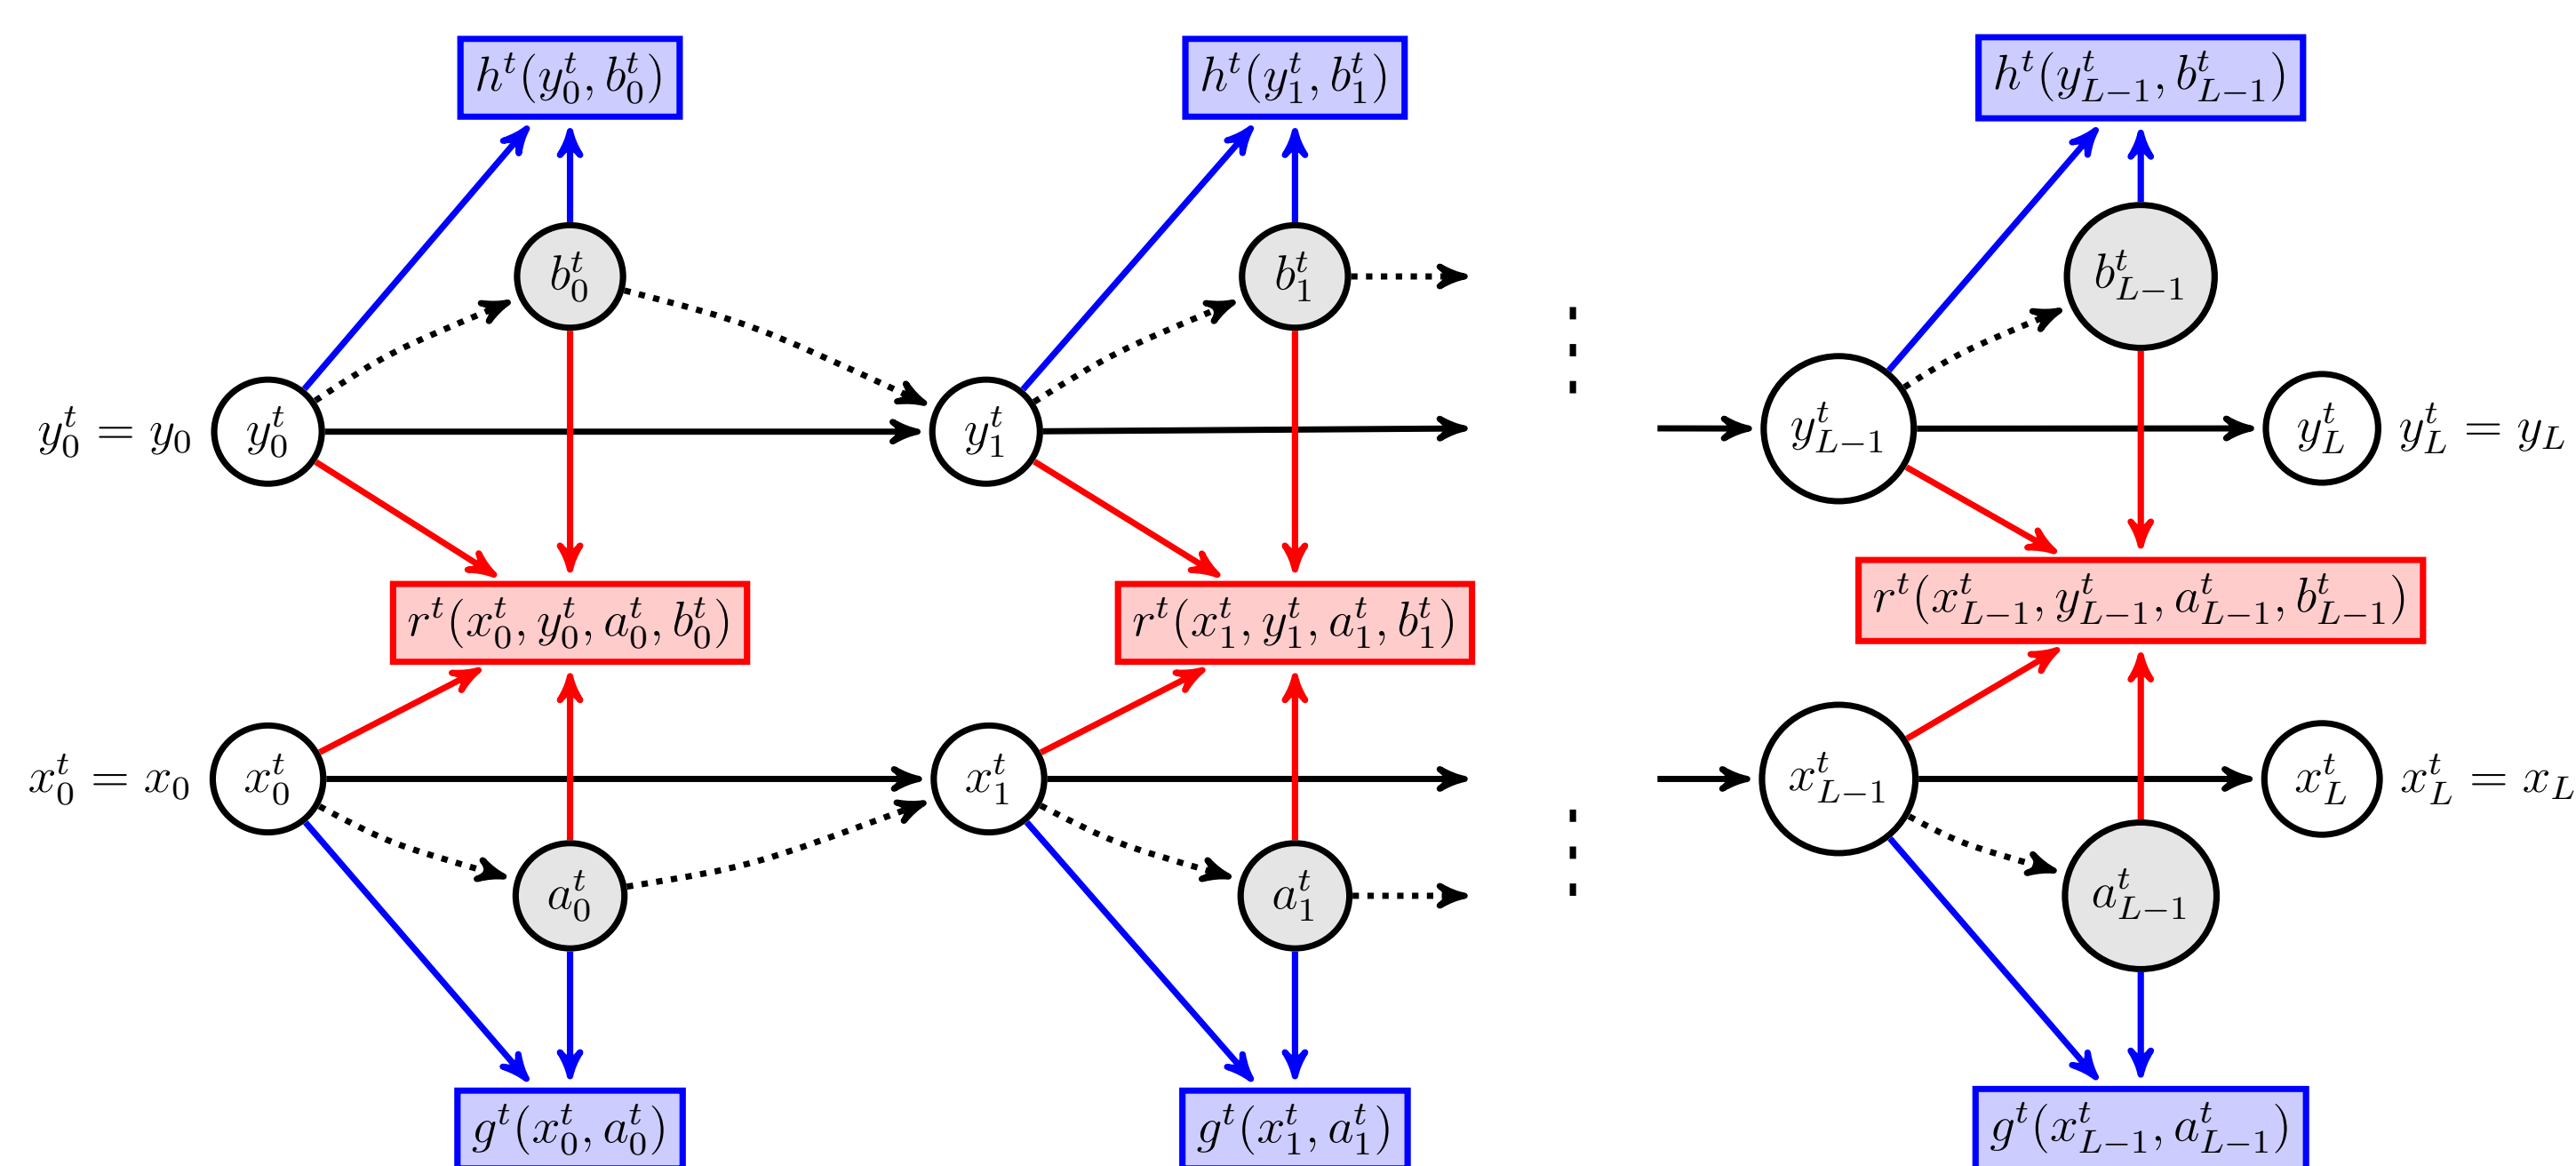 h^t(y_0^t, b_0^t) h^t(y_1^t, b_1^t) h^t(y_{L-1}^t, b_{L-1}^t)
b_0^t b_1^t b_{L-1}^t
y_0^t = y_0 y_0^t y_1^t y_{L-1}^t y_L^t y_L^t = y_L
r^t(x_0^t, y_0^t, a_0^t, b_0^t) r^t(x_1^t, y_1^t, a_1^t, b_1^t) r^t(x_{L-1}^t, y_{L-1}^t, a_{L-1}^t, b_{L-1}^t)
x_0^t = x_0 x_0^t x_1^t x_{L-1}^t x_L^t x_L^t = x_L
a_0^t a_1^t a_{L-1}^t
g^t(x_0^t, a_0^t) g^t(x_1^t, a_1^t) g^t(x_{L-1}^t, a_{L-1}^t)